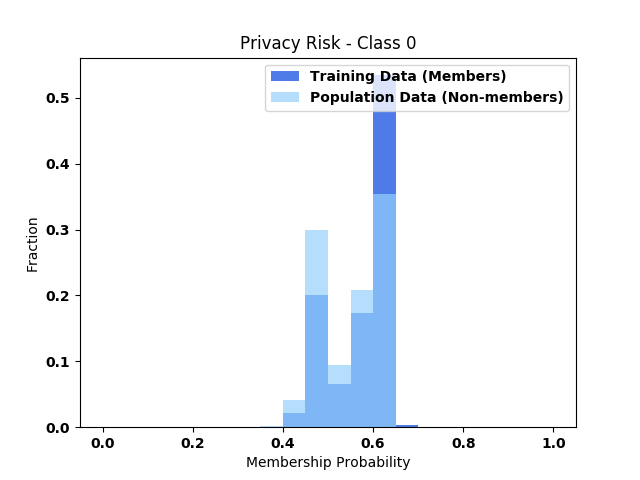 Privacy Risk - Class 0
Training Data (Members)
Population Data (Non-members)
0.5
0.4
0.3
0.2
0.1
0.0
Fraction
0.0 0.2 0.4 0.6 0.8 1.0
Membership Probability